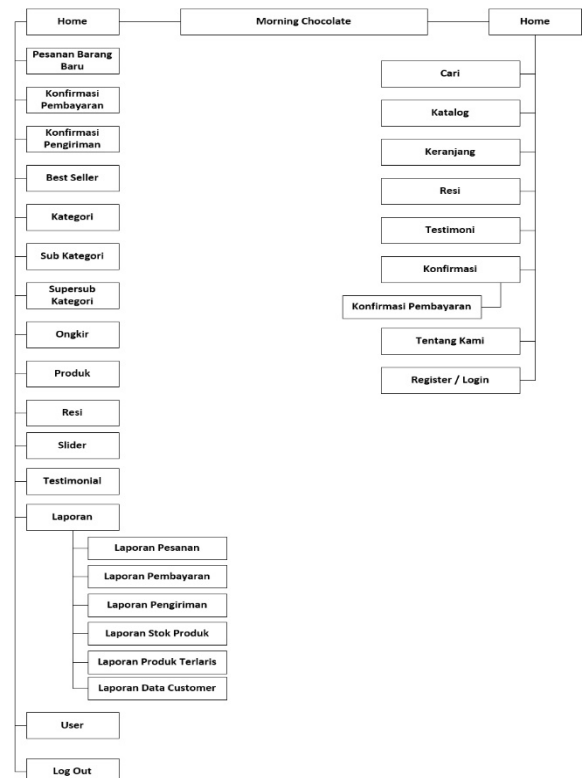 Home
Morning Chocolate
Home
Pesanan Barang
Baru
Konfirmasi
Pembayaran
Konfirmasi
Pengiriman
Best Seller
Kategori
Sub Kategori
Supersub
Kategori
Ongkir
Produk
Resi
Slider
Testimonial
Laporan
Laporan Pesanan
Laporan Pembayaran
Laporan Pengiriman
Laporan Stok Produk
Laporan Produk Terlaris
Laporan Data Customer
User
Log Out
Cari
Katalog
Keranjang
Resi
Testimoni
Konfirmasi
Konfirmasi Pembayaran
Tentang Kami
Register / Login